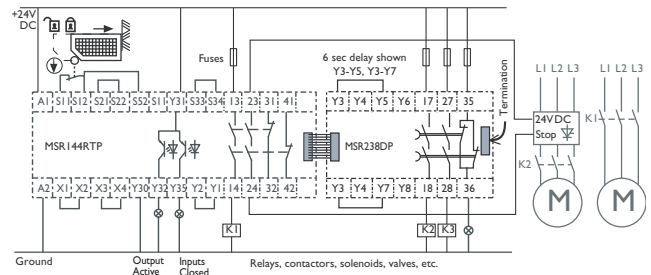 +24V
DC
Fuses
6 sec delay shown
Y3-Y5, Y3-Y7
Termination
L1 L2 L3
L1 L2 L3
A1 S11 S12 S21 S22 S52 S11 Y31 S33 S34 13 23 31 41
Y3 Y4 Y5 Y6 17 27 35
MSR144RTP
MSR238DP
24V DC
Stop
K1
K2
A2 X1 X2 X3 X4 Y30 Y32 Y35 Y2 Y1 14 24 32 42
Y3 Y4 Y7 Y8 18 28 36
M
M
K1
K2
K3
Ground
Output
Active
Inputs
Closed
Relays, contactors, solenoids, valves, etc.